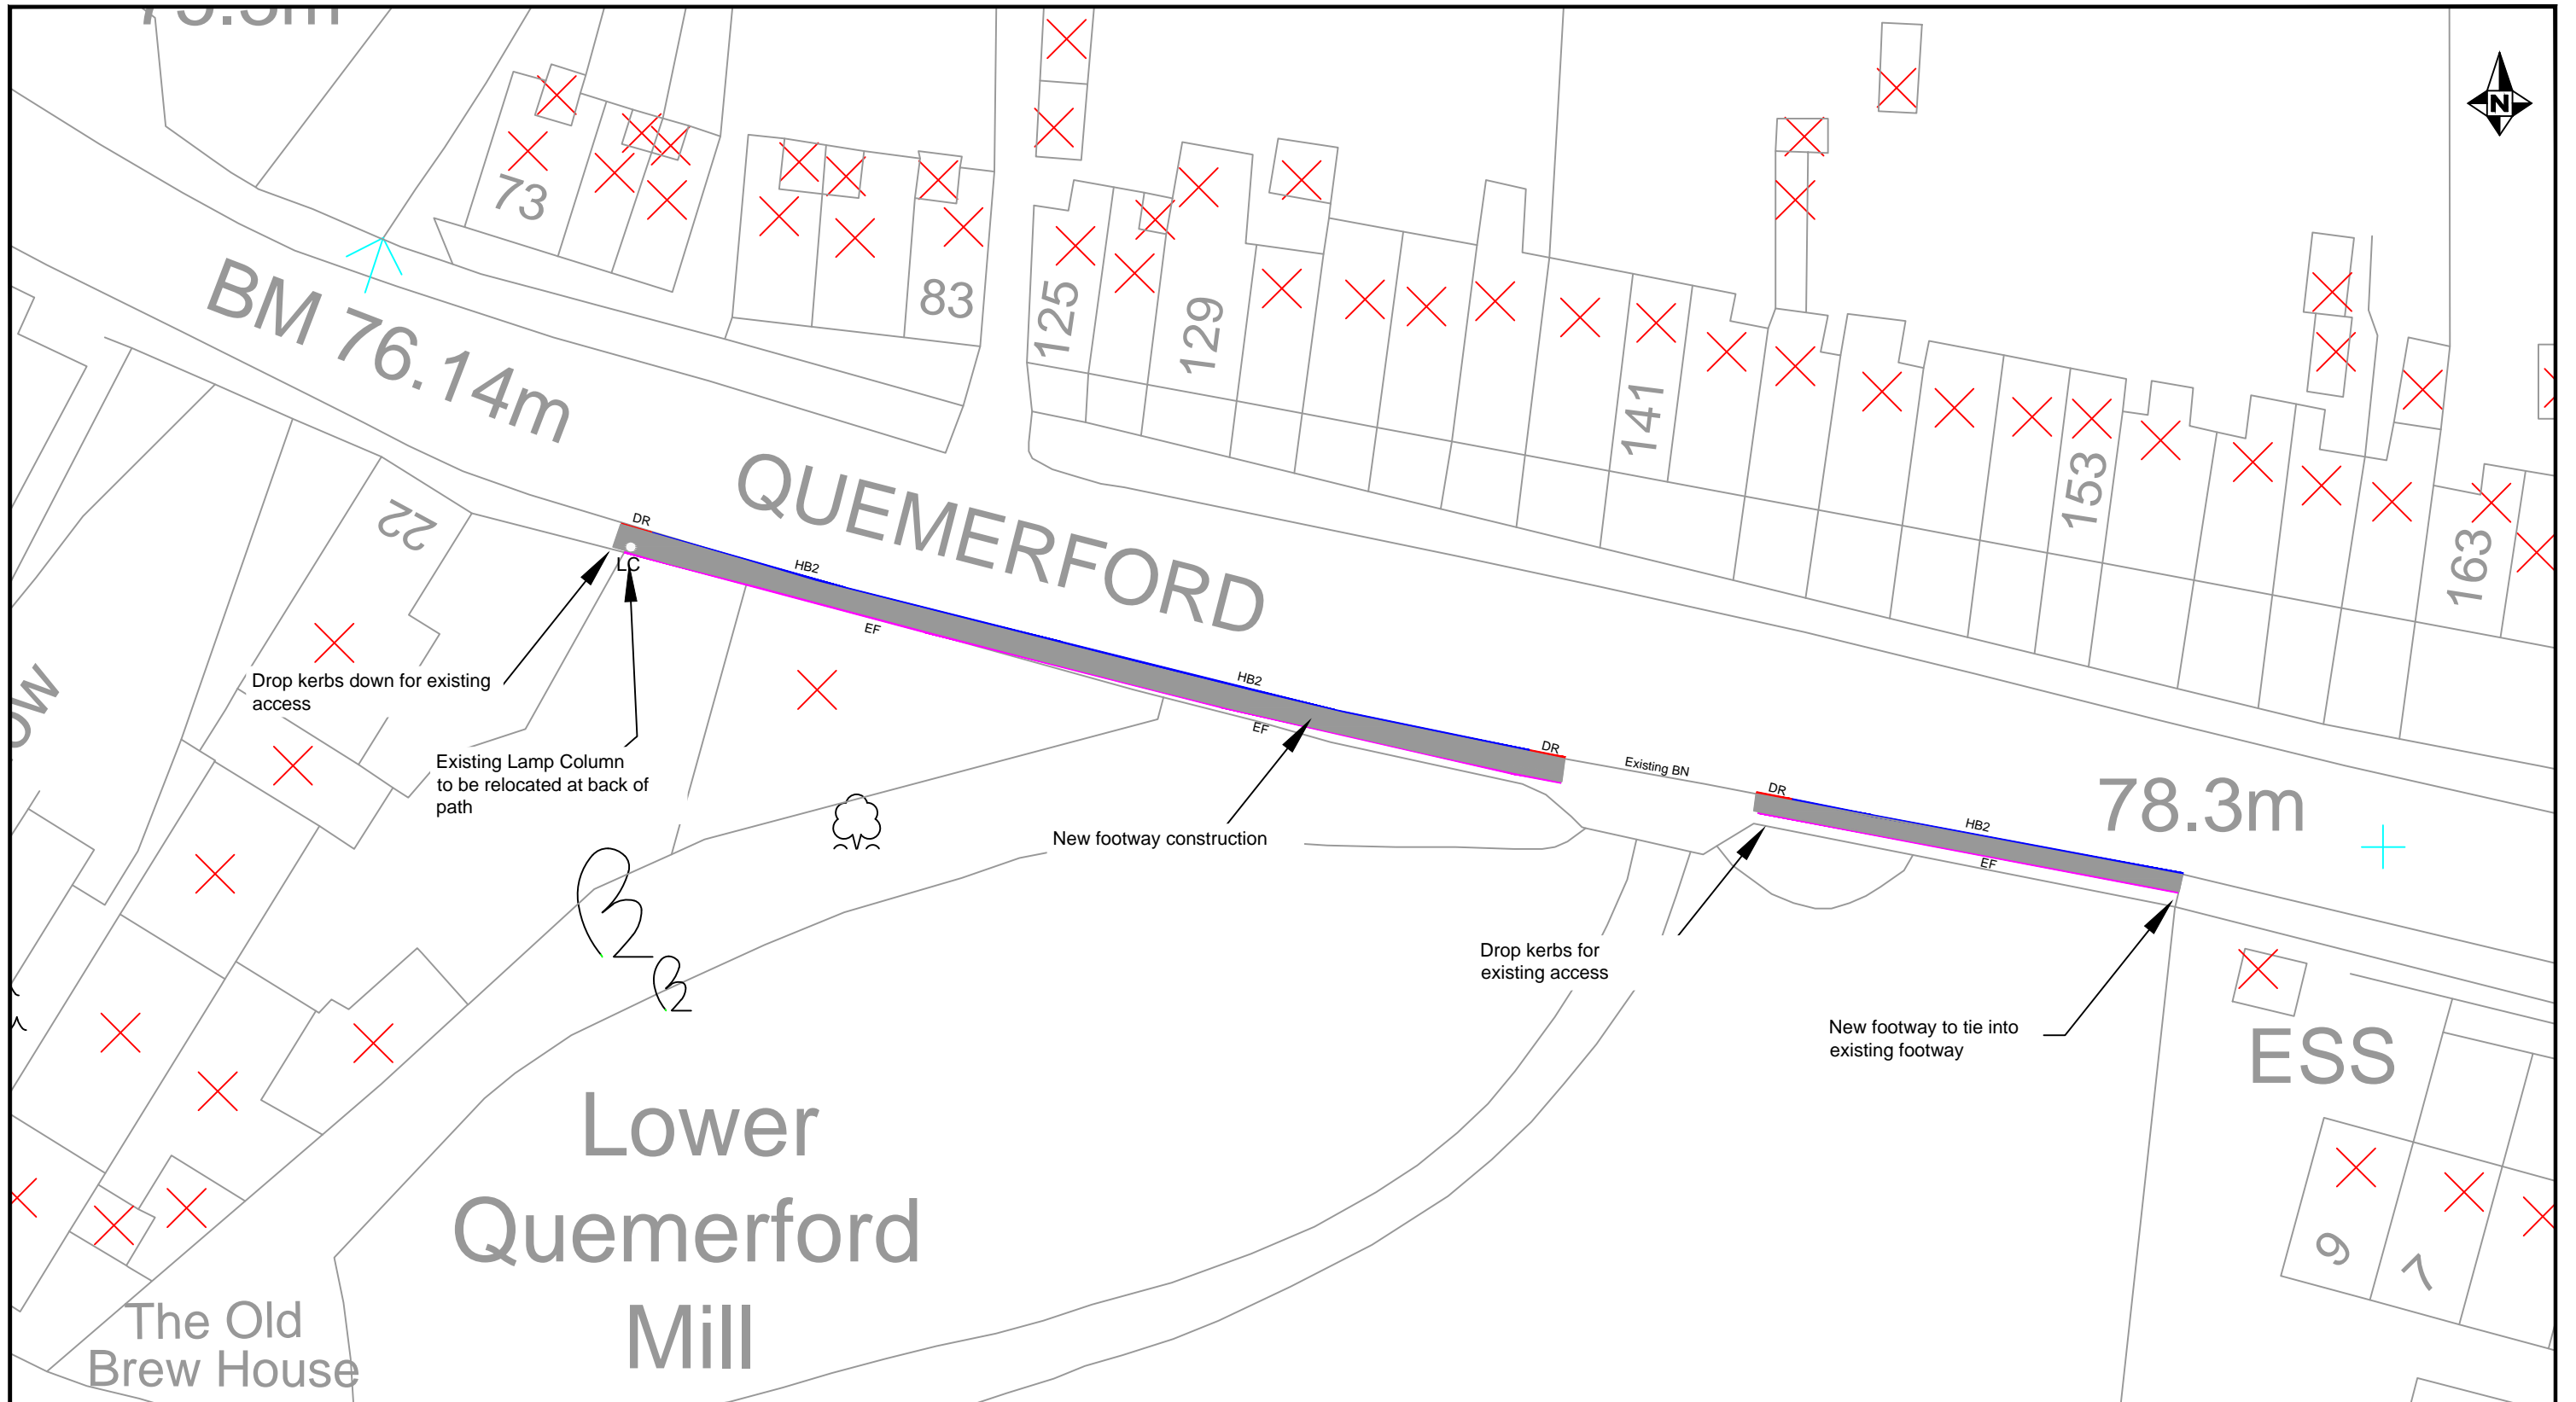 N
73
83
125
129
141
153
163
BM 76.14m
QUEMERFORD
22
DR
LC
HB2
EF
HB2
EF
DR
Existing BN
DR
HB2
EF
78.3m
Drop kerbs down for existing
access
Existing Lamp Column
to be relocated at back of
path
New footway construction
Drop kerbs for
existing access
New footway to tie into
existing footway
ESS
Lower
Quemerford
Mill
The Old
Brew House
9
7